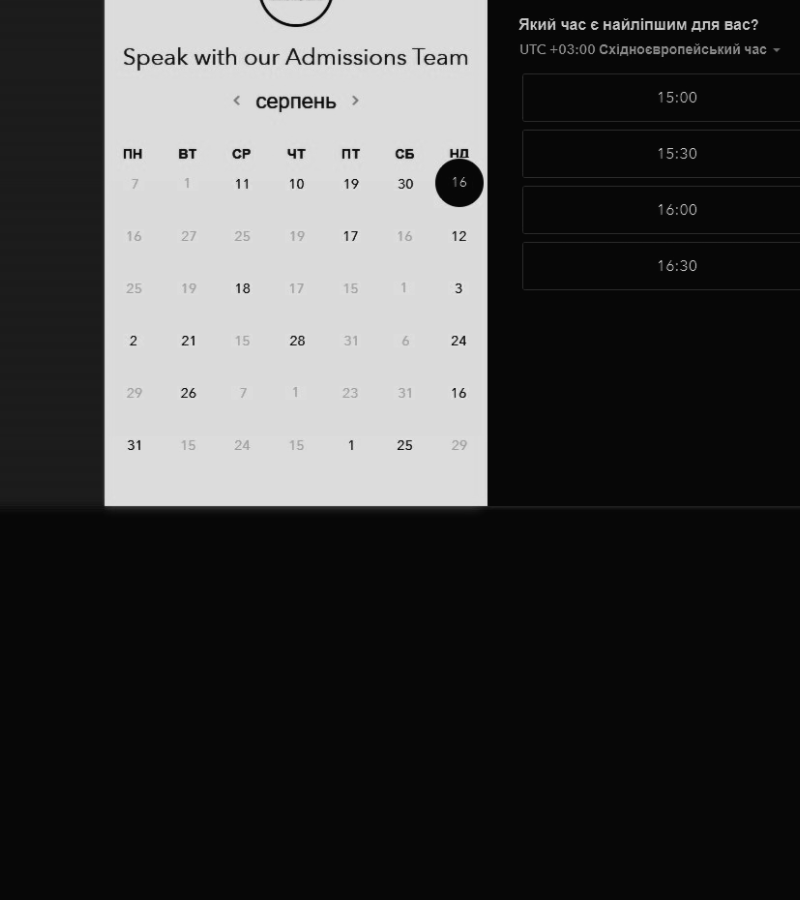 Speak with our Admissions Team
серпень
ПН ВТ СР ЧТ ПТ СБ НД
7 1 11 10 19 30 16
16 27 25 19 17 16 12
25 19 18 17 15 1 3
2 21 15 28 31 6 24
29 26 7 1 23 31 16
31 15 24 15 1 25 29
Який час є найліпшим для вас?
UTC +03:00 Східноєвропейський час
15:00
15:30
16:00
16:30